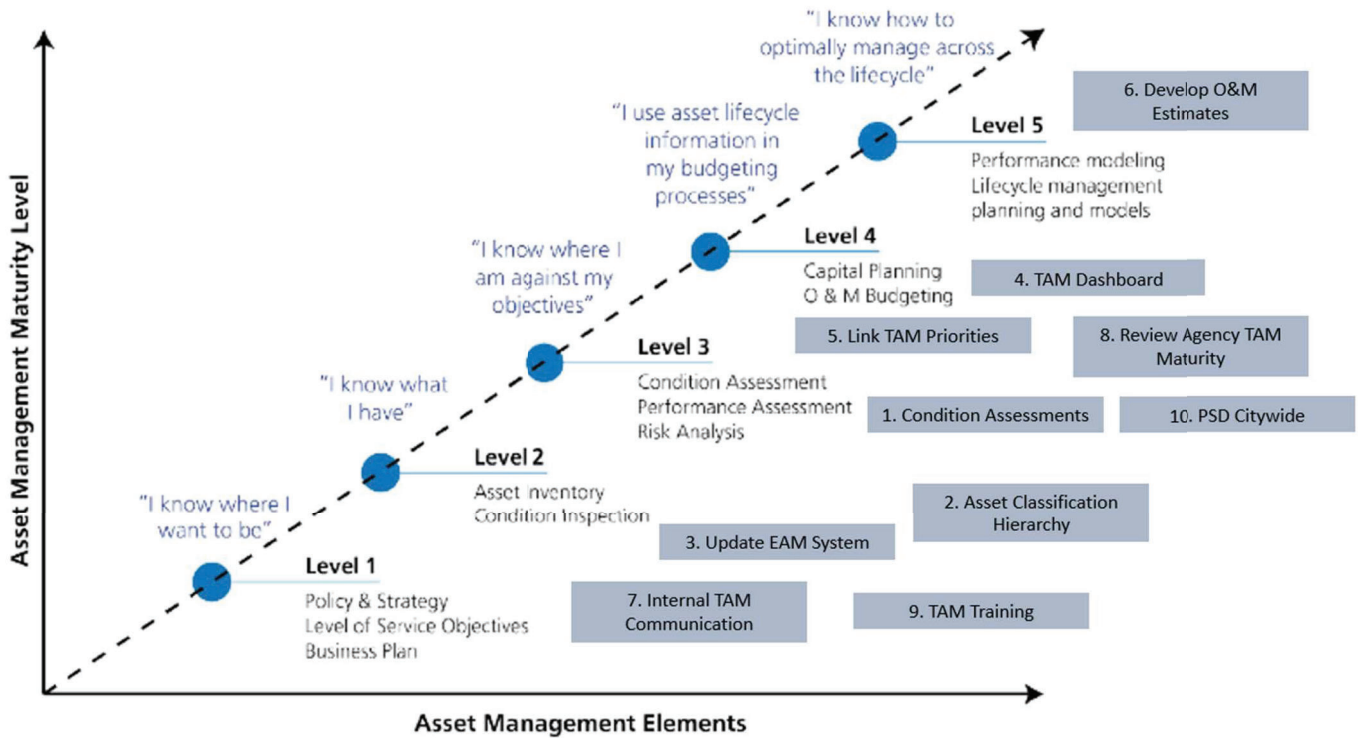 "I know how to
optimally manage across
the lifecycle"
6. Develop O&M
Estimates
"I use asset lifecycle
information in
my budgeting
processes"
Level 5
Performance modeling
Lifecycle management
planning and models
"I know where I
am against my
objectives"
Level 4
Capital Planning
O & M Budgeting
4. TAM Dashboard
5. Link TAM Priorities
8. Review Agency TAM
Maturity
"I know what
I have"
Level 3
Condition Assessment
Performance Assessment
Risk Analysis
1. Condition Assessments
10. PSD Citywide
"I know where I
want to be"
Level 2
Asset Inventory
Condition Inspection
2. Asset Classification
Hierarchy
3. Update EAM System
Level 1
Policy & Strategy
Level of Service Objectives
Business Plan
7. Internal TAM
Communication
9. TAM Training
Asset Management Maturity Level
Asset Management Elements